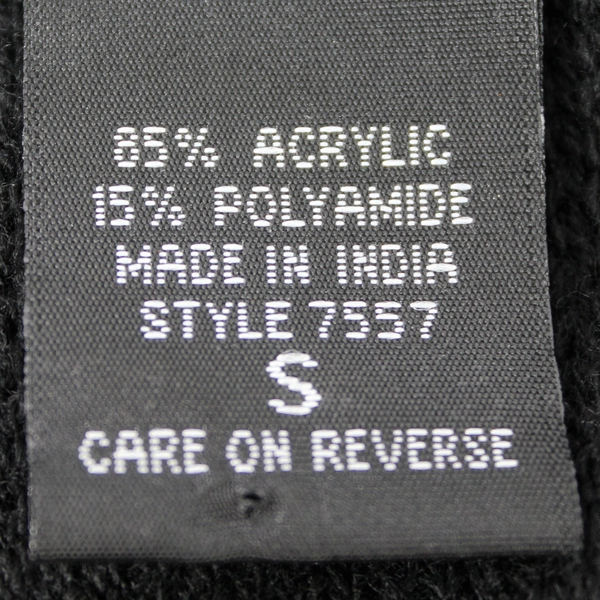 85% ACRYLIC
15% POLYAMIDE
MADE IN INDIA
STYLE 7557
S
CARE ON REVERSE